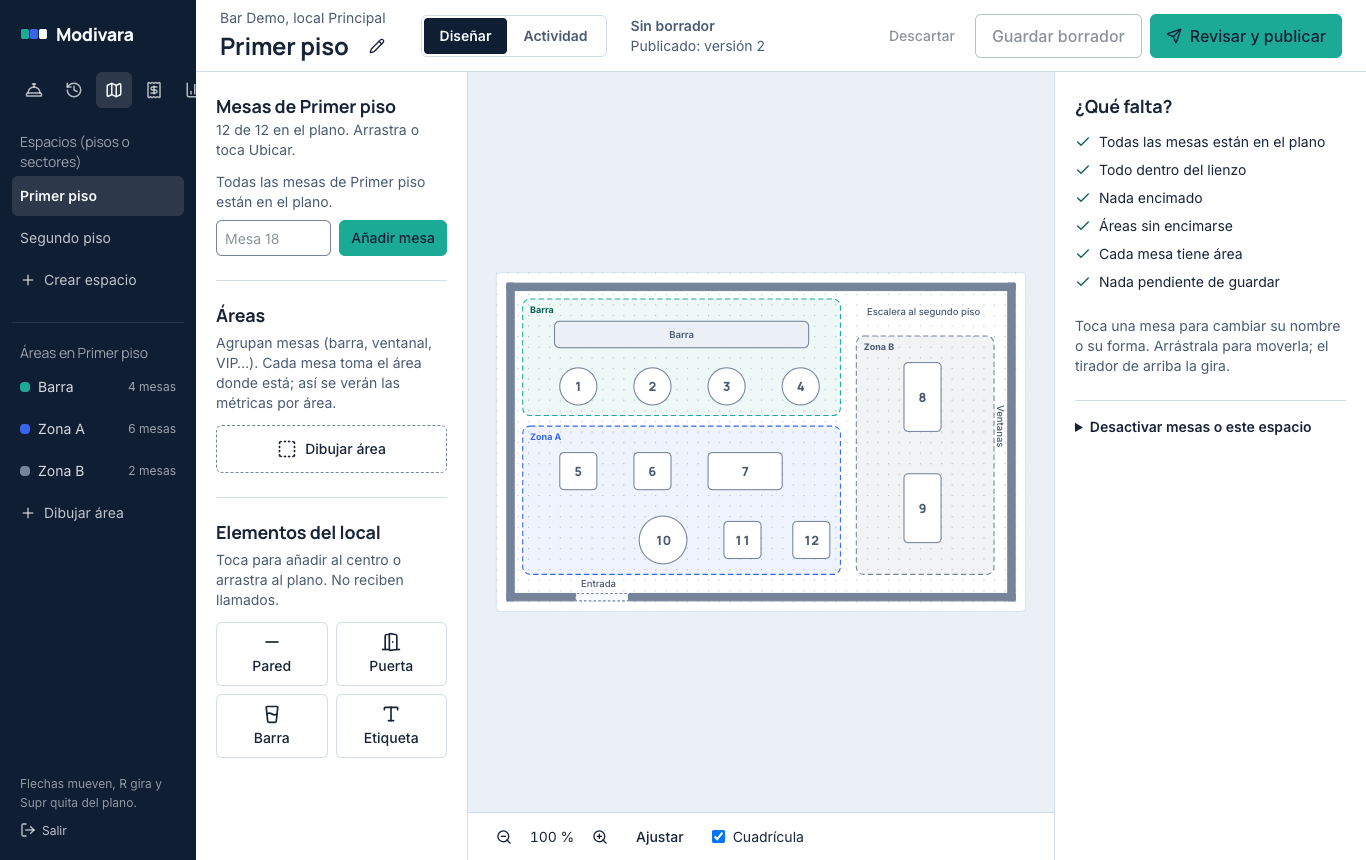 Modivara
Espacios (pisos o
sectores)
Primer piso
Segundo piso
Crear espacio
Áreas en Primer piso
Barra 4 mesas
Zona A 6 mesas
Zona B 2 mesas
Dibujar área
Flechas mueven, R gira y
Supr quita del plano.
Salir
Bar Demo, local Principal
Primer piso
Diseñar Actividad
Sin borrador
Publicado: versión 2
Descartar
Guardar borrador
Revisar y publicar
Mesas de Primer piso
12 de 12 en el plano. Arrastra o
toca Ubicar.
Todas las mesas de Primer piso
están en el plano.
Mesa 18 Añadir mesa
Áreas
Agrupan mesas (barra, ventanal,
VIP...). Cada mesa toma el área
donde está; así se verán las
métricas por área.
Dibujar área
Elementos del local
Toca para añadir al centro o
arrastra al plano. No reciben
llamados.
Pared Puerta
Barra Etiqueta
Barra
Barra
1 2 3 4
Escalera al segundo piso
Zona B
8
Ventanas
9
Zona A
5 6 7
10 11 12
Entrada
100 % Ajustar Cuadrícula
¿Qué falta?
Todas las mesas están en el plano
Todo dentro del lienzo
Nada encimado
Áreas sin encimarse
Cada mesa tiene área
Nada pendiente de guardar
Toca una mesa para cambiar su nombre
o su forma. Arrástrala para moverla; el
tirador de arriba la gira.
Desactivar mesas o este espacio